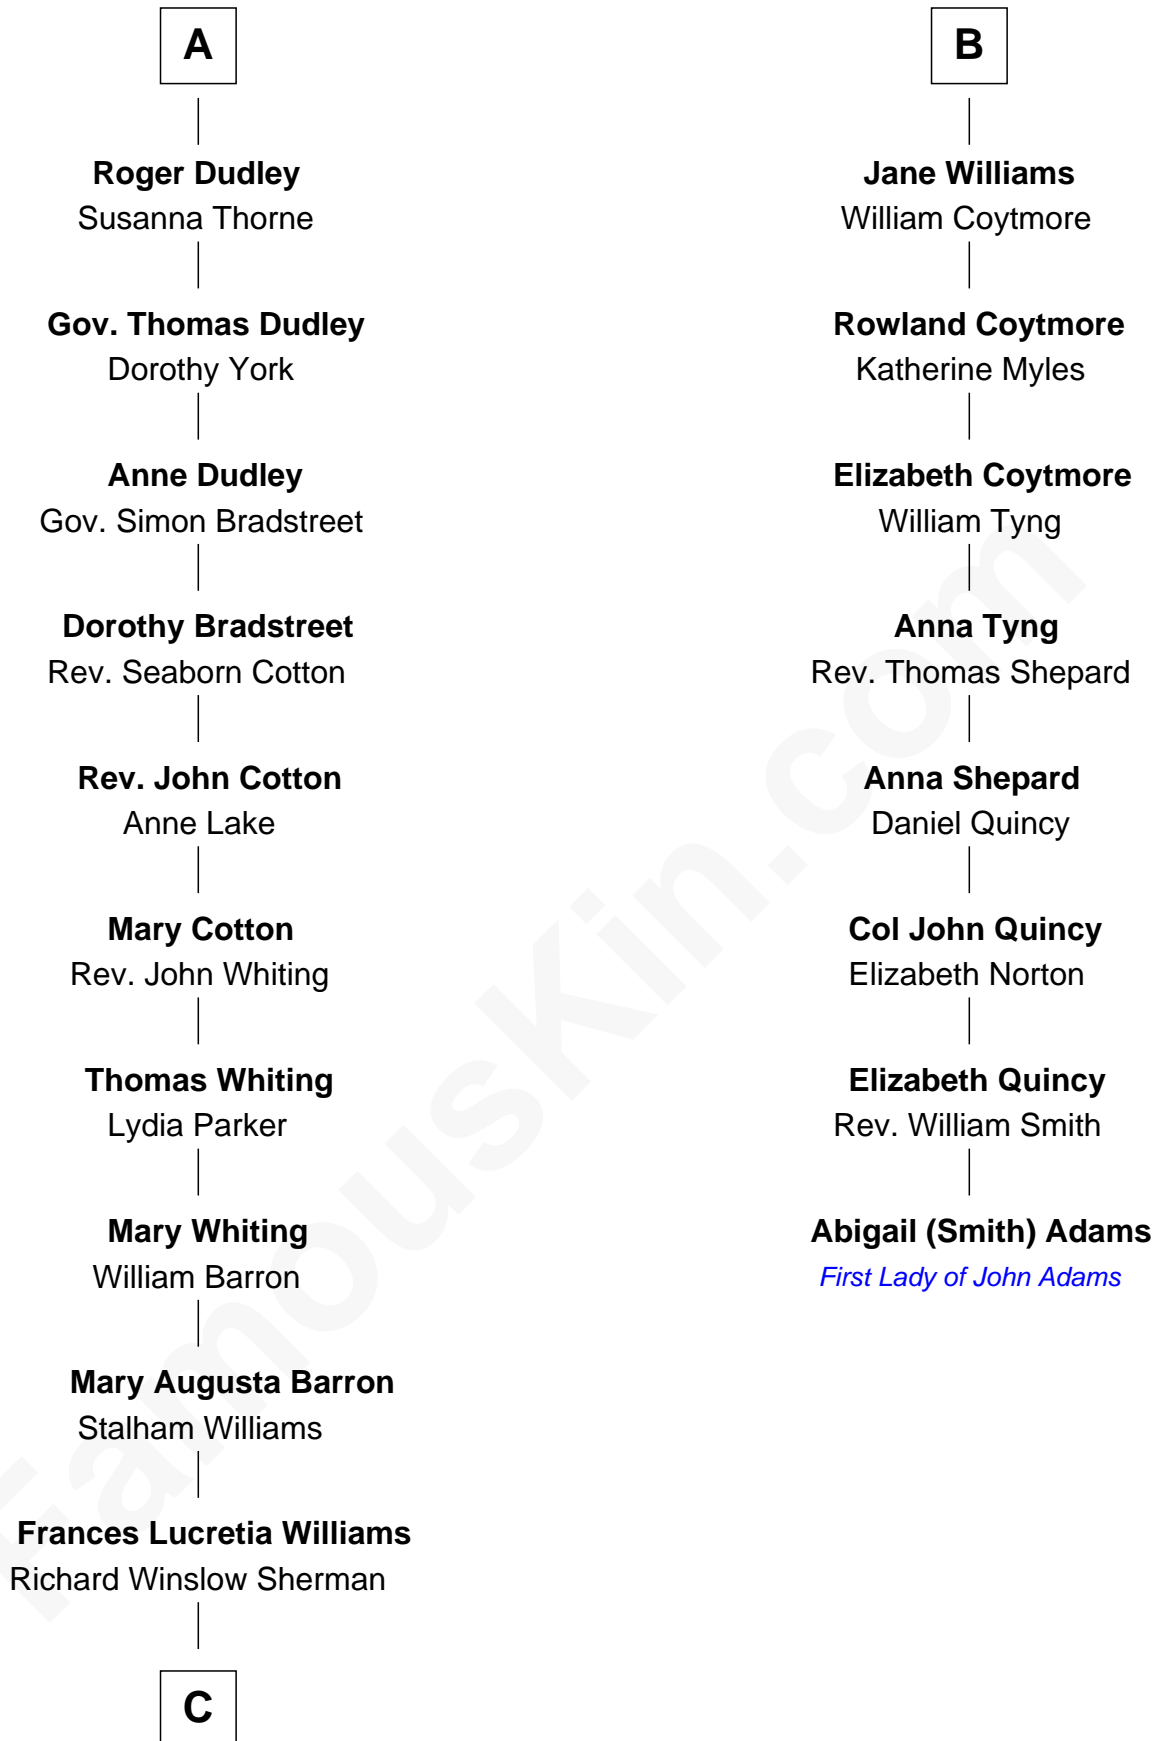 A
Roger Dudley
Susanna Thorne
Gov. Thomas Dudley
Dorothy York
Anne Dudley
Gov. Simon Bradstreet
Dorothy Bradstreet
Rev. Seaborn Cotton
Rev. John Cotton
Anne Lake
Mary Cotton
Rev. John Whiting
Thomas Whiting
Lydia Parker
Mary Whiting
William Barron
Mary Augusta Barron
Stalham Williams
Frances Lucretia Williams
Richard Winslow Sherman
C
B
Jane Williams
William Coytmore
Rowland Coytmore
Katherine Myles
Elizabeth Coytmore
William Tyng
Anna Tyng
Rev. Thomas Shepard
Anna Shepard
Daniel Quincy
Col John Quincy
Elizabeth Norton
Elizabeth Quincy
Rev. William Smith
Abigail (Smith) Adams
First Lady of John Adams
FamousKin.com